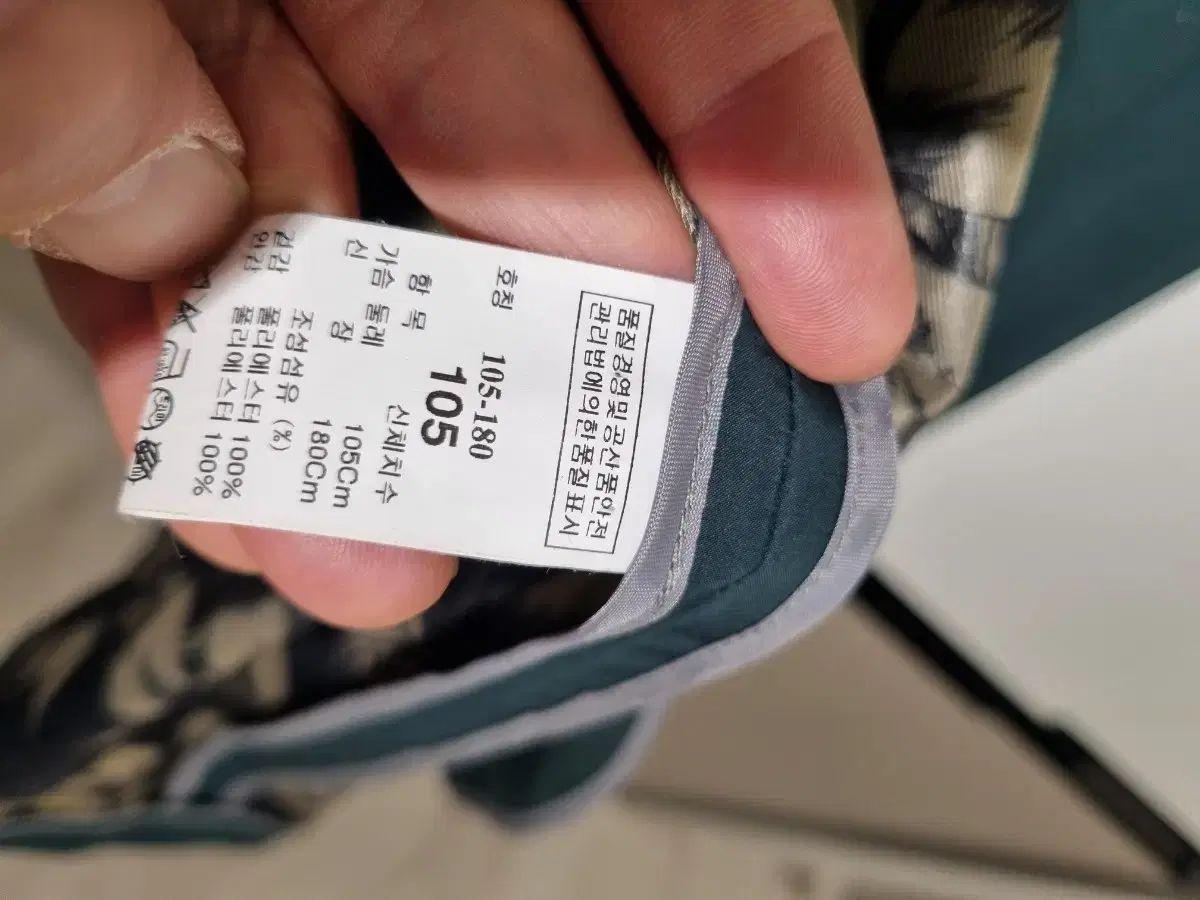 품질경영및공산품안전
관리법에의한품질표시
호칭 105-180
105
항 목 신체치수
가슴 둘레 105Cm
신 장 180Cm
조성섬유 (%)
겉감 폴리에스터 100%
안감 폴리에스터 100%